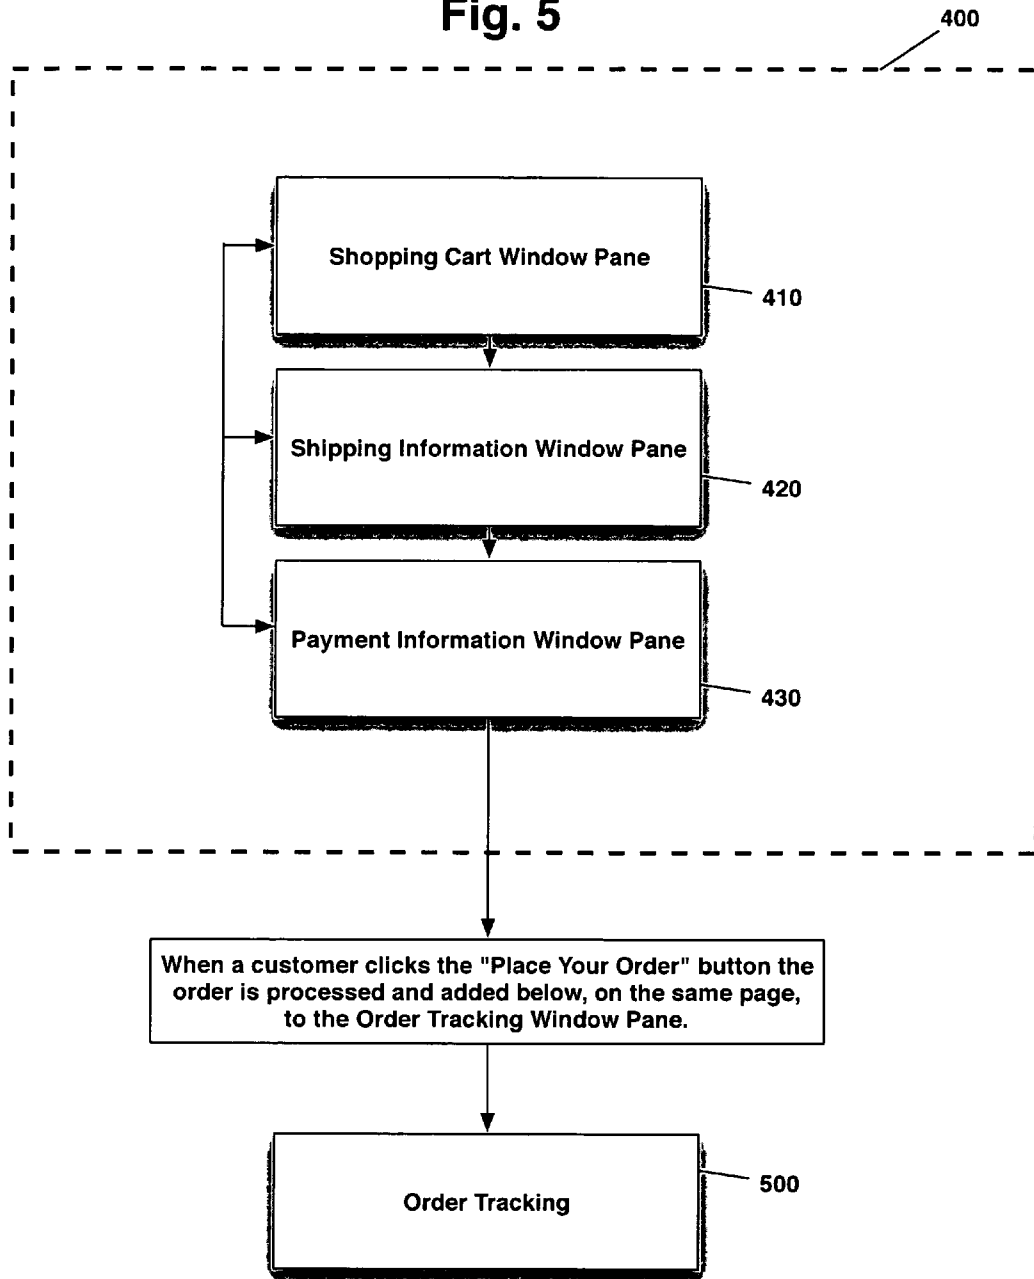 Fig. 5
400
Shopping Cart Window Pane
410
Shipping Information Window Pane
420
Payment Information Window Pane
430
When a customer clicks the "Place Your Order" button the
order is processed and added below, on the same page,
to the Order Tracking Window Pane.
Order Tracking
500